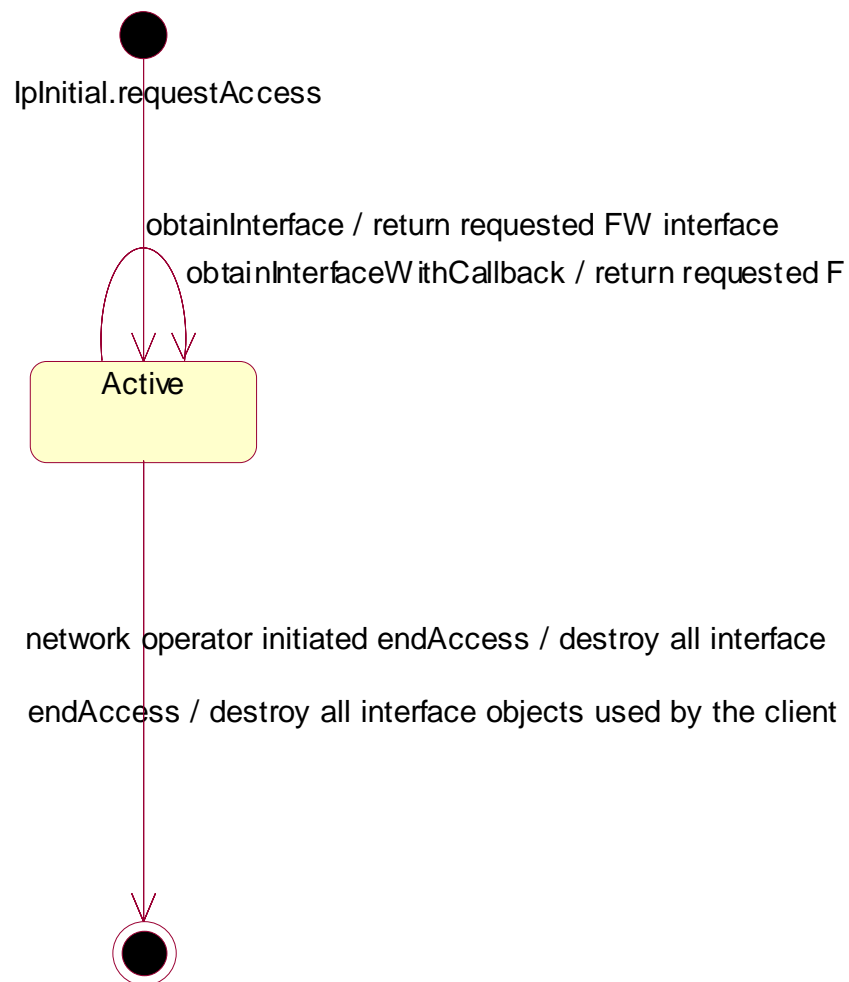 IpInitial.requestAccess
obtainInterface / return requested FW interface
obtainInterfaceWithCallback / return requested F
Active
network operator initiated endAccess / destroy all interface
endAccess / destroy all interface objects used by the client